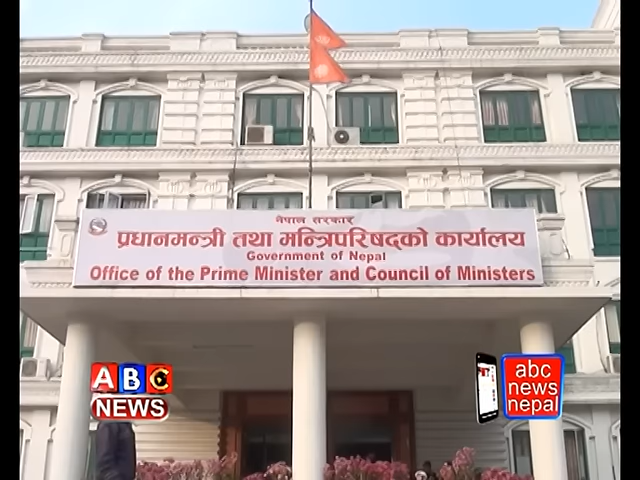 नेपाल सरकार
प्रधानमन्त्री तथा मन्त्रिपरिषद्को कार्यालय
Government of Nepal
Office of the Prime Minister and Council of Ministers
ABC
NEWS
abc
news
nepal